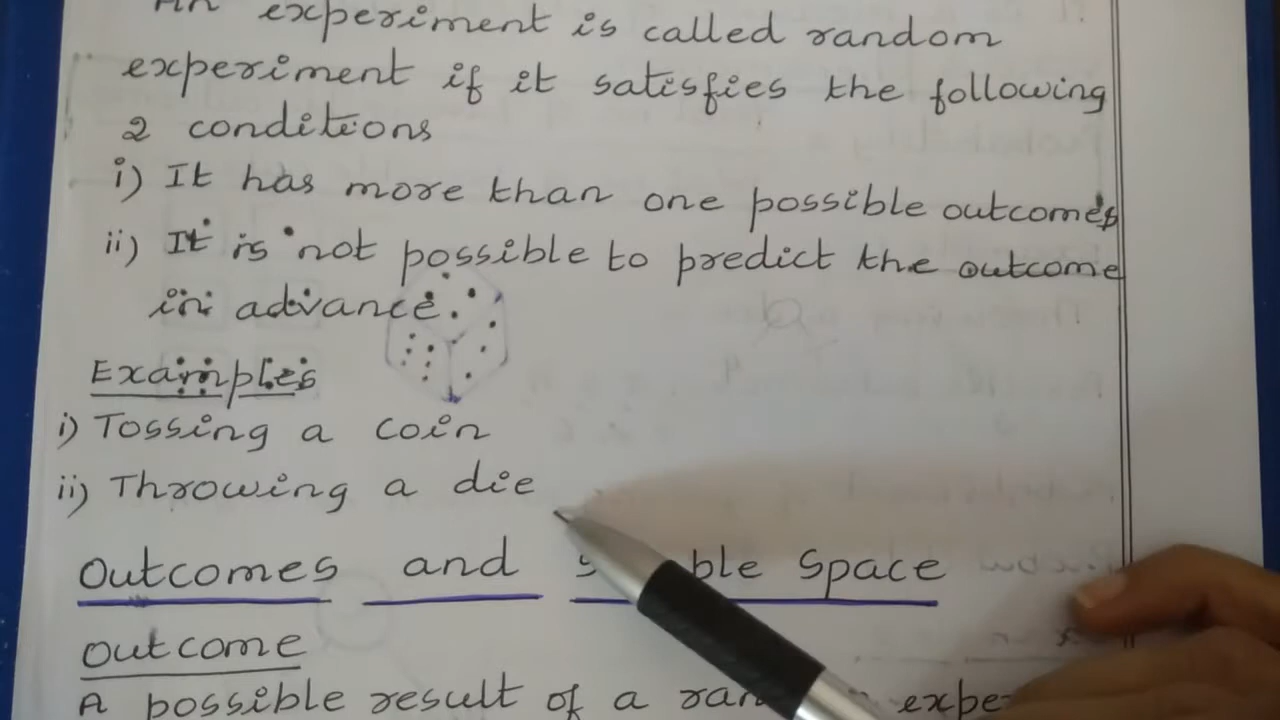 An experiment is called random
experiment if it satisfies the following
2 conditions
i) It has more than one possible outcomes
ii) It is not possible to predict the outcome
in advance.
Examples
i) Tossing a coin
ii) Throwing a die
Outcomes and Space
Outcome
A possible result of a